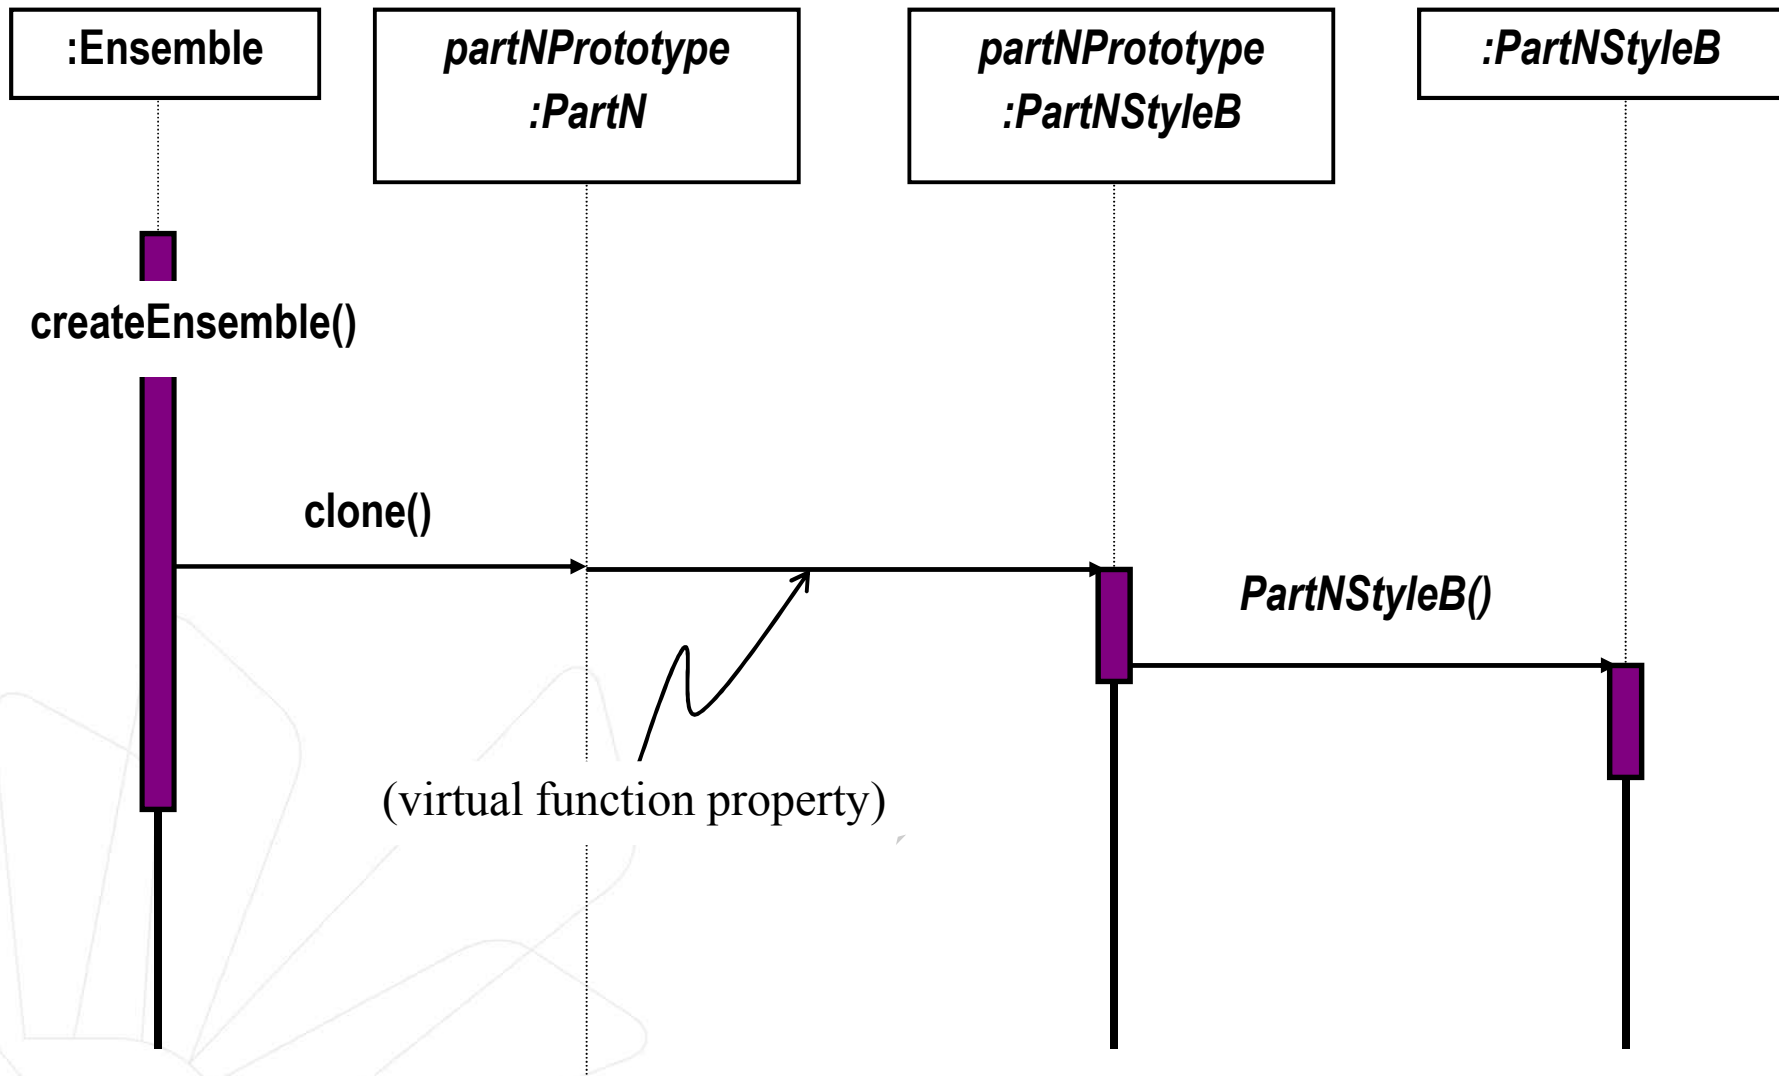 :Ensemble
partNPrototype
:PartN
partNPrototype
:PartNStyleB
:PartNStyleB
createEnsemble()
clone()
PartNStyleB()
(virtual function property)